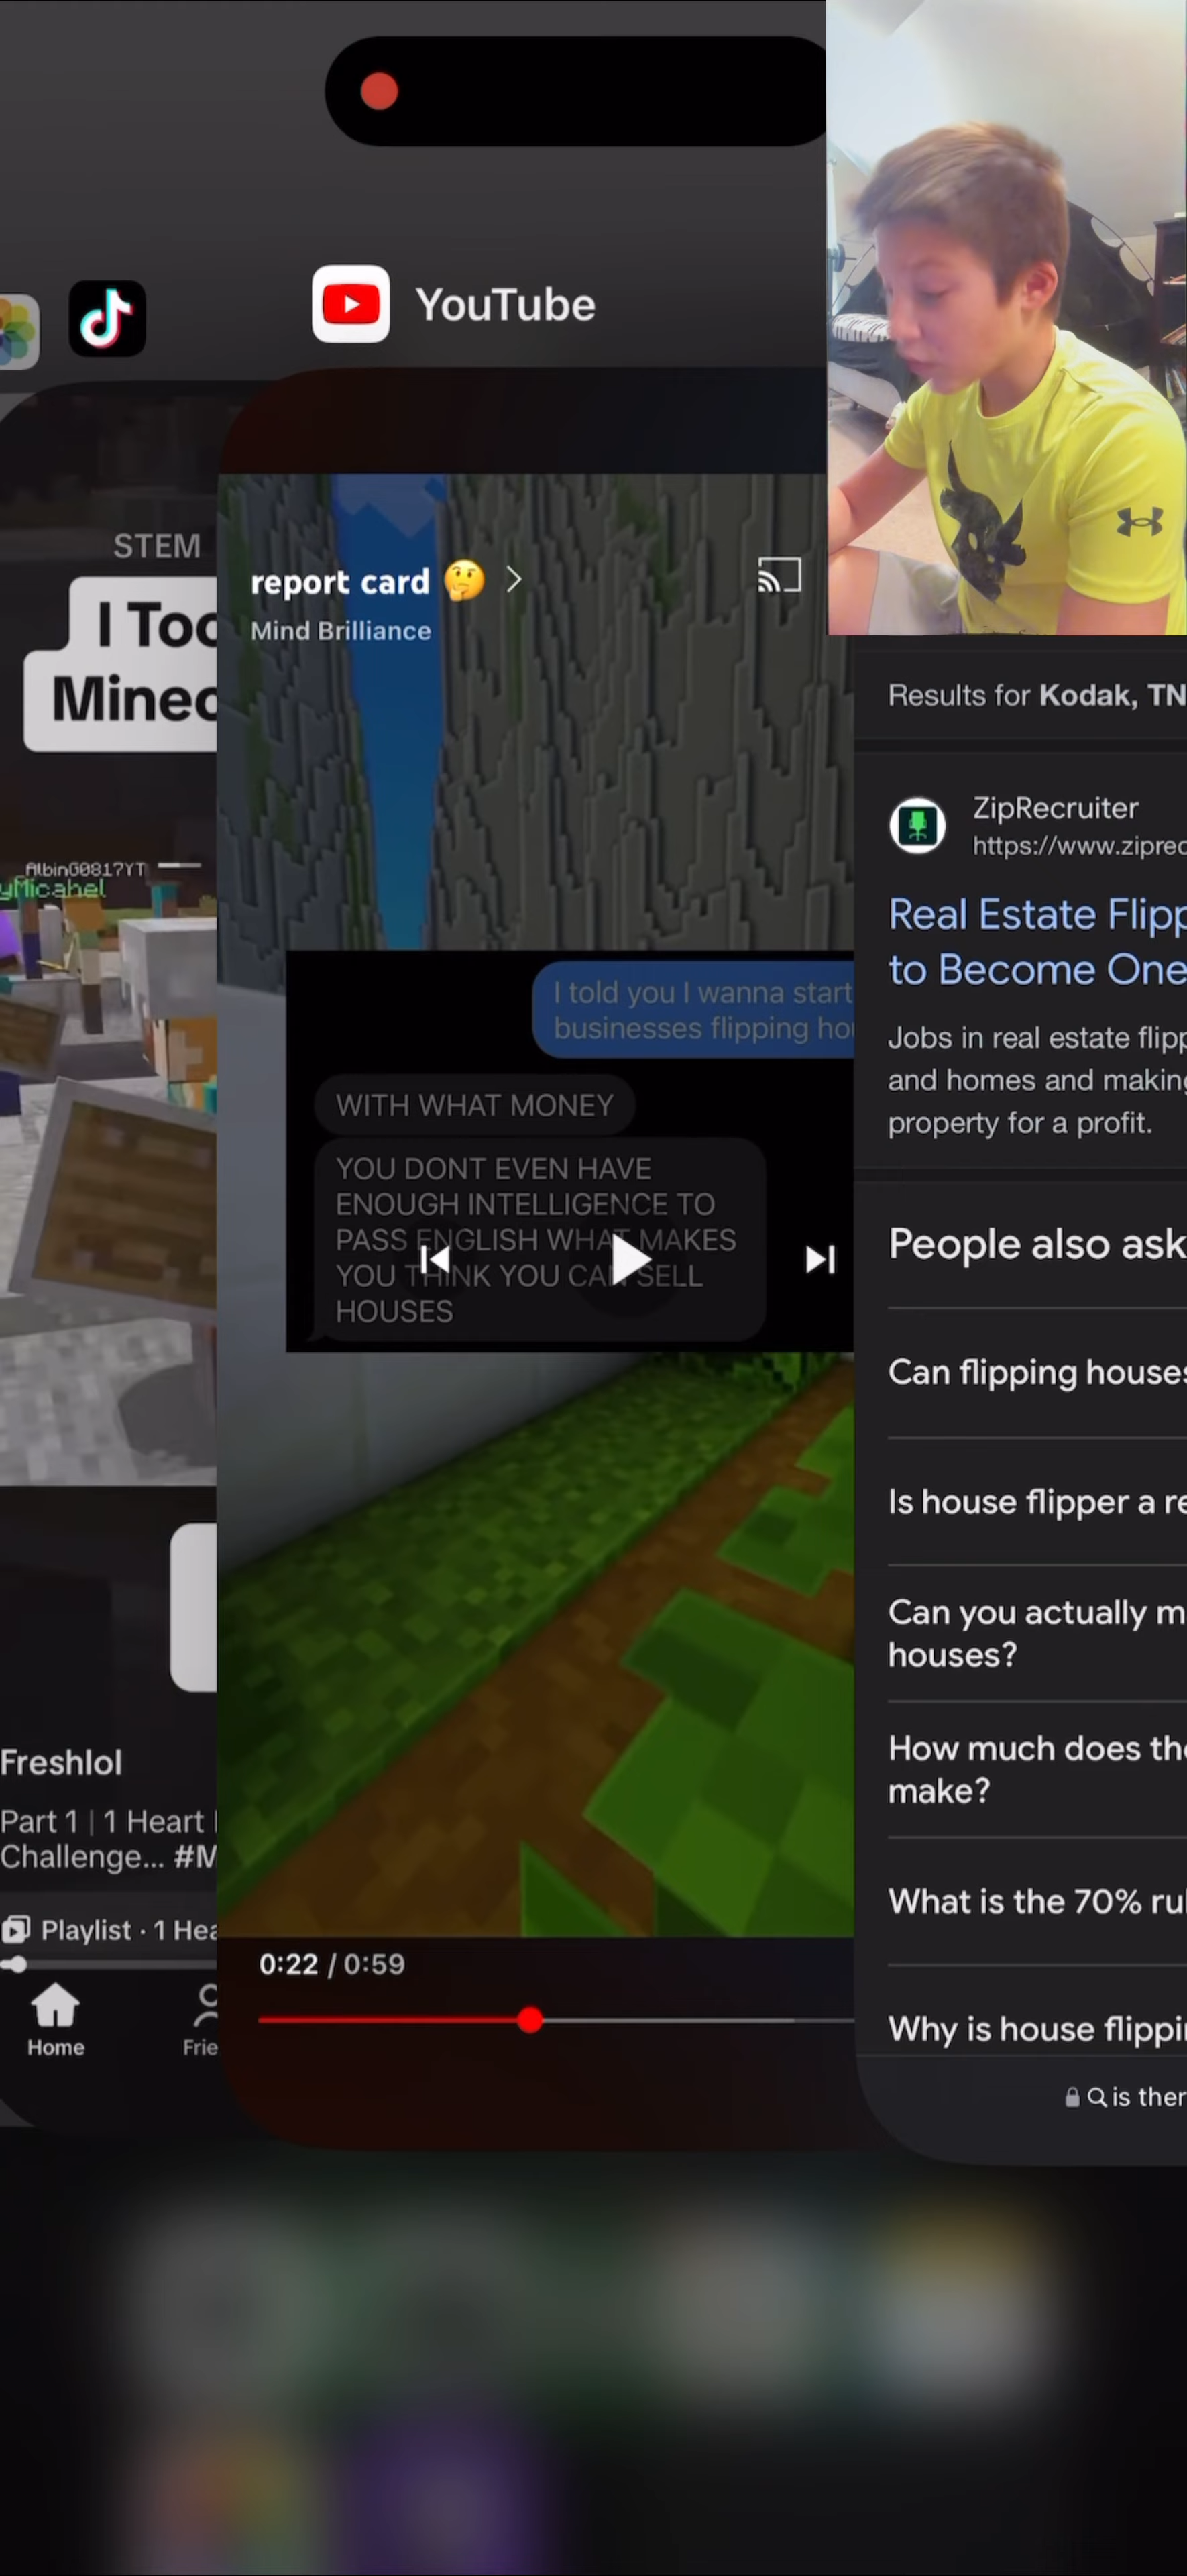 YouTube
STEM
I Too
Minec
AlbinG0817YT
yMicahel
Freshlol
Part 1 | 1 Heart
Challenge... #M
Playlist · 1 Hea
Home
Frie
report card 🤔 >
Mind Brilliance
I told you I wanna start
businesses flipping hou
WITH WHAT MONEY
YOU DONT EVEN HAVE
ENOUGH INTELLIGENCE TO
PASS ENGLISH WHAT MAKES
YOU THINK YOU CAN SELL
HOUSES
0:22 / 0:59
Results for Kodak, TN
ZipRecruiter
https://www.ziprec
Real Estate Flipp
to Become One
Jobs in real estate flipp
and homes and making
property for a profit.
People also ask
Can flipping houses
Is house flipper a re
Can you actually m
houses?
How much does the
make?
What is the 70% rul
Why is house flippin
is ther